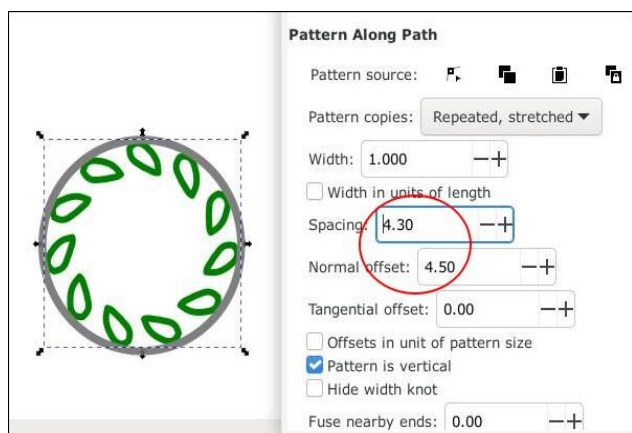 Pattern Along Path
Pattern source:
Pattern copies: Repeated, stretched
Width: 1.000
Width in units of length
Spacing: 4.30
Normal offset: 4.50
Tangential offset: 0.00
Offsets in unit of pattern size
Pattern is vertical
Hide width knot
Fuse nearby ends: 0.00